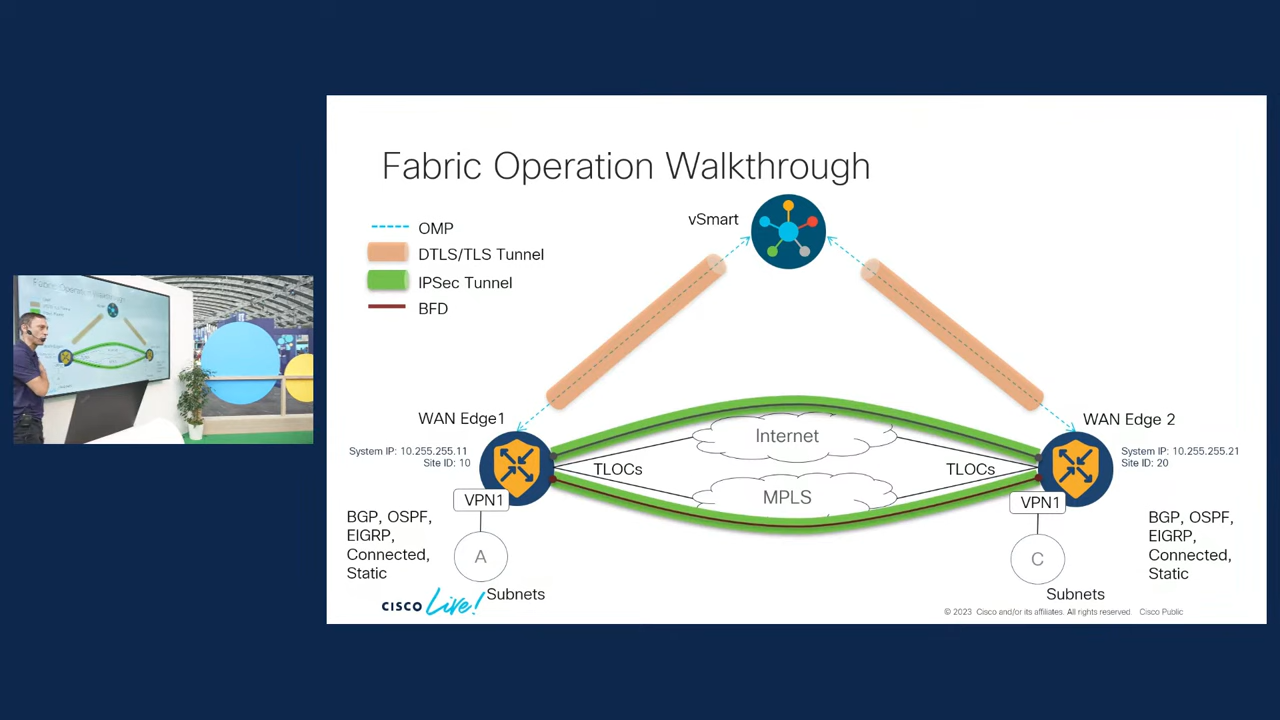 Fabric Operation Walkthrough
OMP
DTLS/TLS Tunnel
IPSec Tunnel
BFD
vSmart
WAN Edge1
System IP: 10.255.255.11
Site ID: 10
WAN Edge 2
System IP: 10.255.255.21
Site ID: 20
Internet
TLOCs
TLOCs
MPLS
VPN1
VPN1
BGP, OSPF,
EIGRP,
Connected,
Static
A
Subnets
C
Subnets
BGP, OSPF,
EIGRP,
Connected,
Static
CISCO Live!
© 2023 Cisco and/or its affiliates. All rights reserved. Cisco Public
Fabric Operation Walkthrough